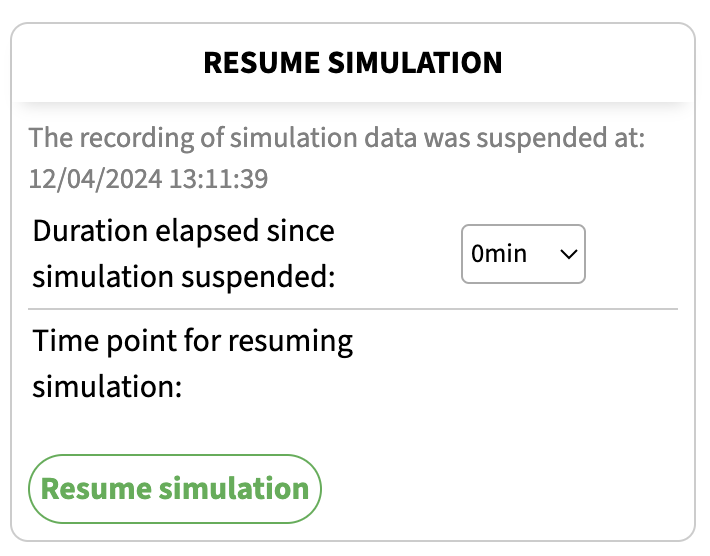 RESUME SIMULATION
The recording of simulation data was suspended at:
12/04/2024 13:11:39
Duration elapsed since
simulation suspended:
0min
Time point for resuming
simulation:
Resume simulation